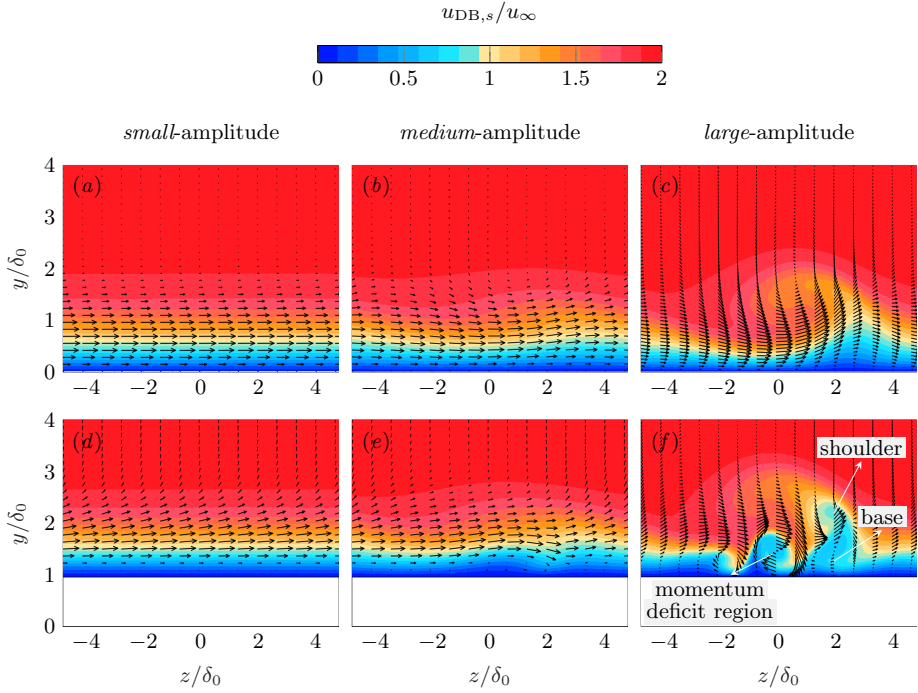 u_DB,s/u_∞
0 0.5 1 1.5 2
small-amplitude medium-amplitude large-amplitude
(a) (b) (c)
4
3
2
1
0
y/δ_0
−4 −2 0 2 4 −4 −2 0 2 4 −4 −2 0 2 4
(d) (e) (f)
4
3
2
1
0
y/δ_0
shoulder
base
momentum
deficit region
−4 −2 0 2 4 −4 −2 0 2 4 −4 −2 0 2 4
z/δ_0 z/δ_0 z/δ_0